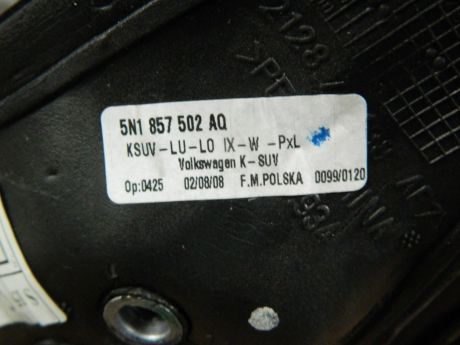 5N1 857 502 AQ
KSUV-LU-LO IX-W -PxL
Volkswagen K-SUV
Op:0425 02/08/08 F.M.POLSKA 0099/0120
2128